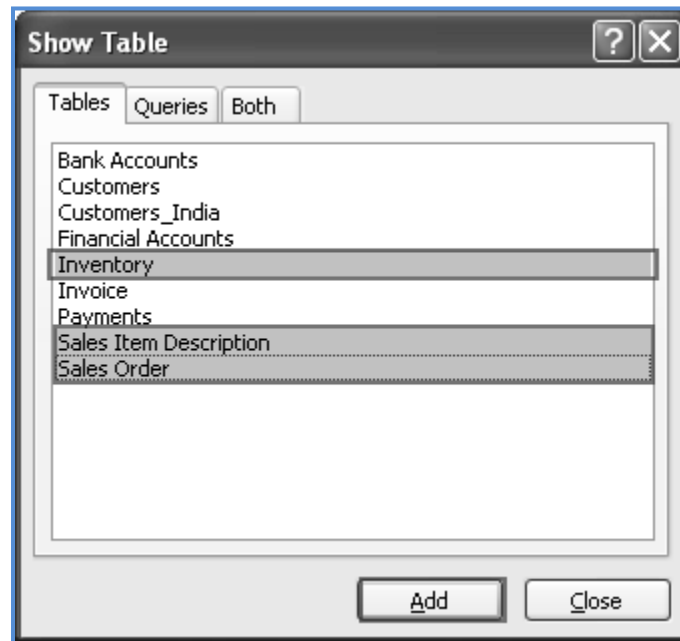 Show Table
Tables Queries Both
Bank Accounts
Customers
Customers_India
Financial Accounts
Inventory
Invoice
Payments
Sales Item Description
Sales Order
Add Close